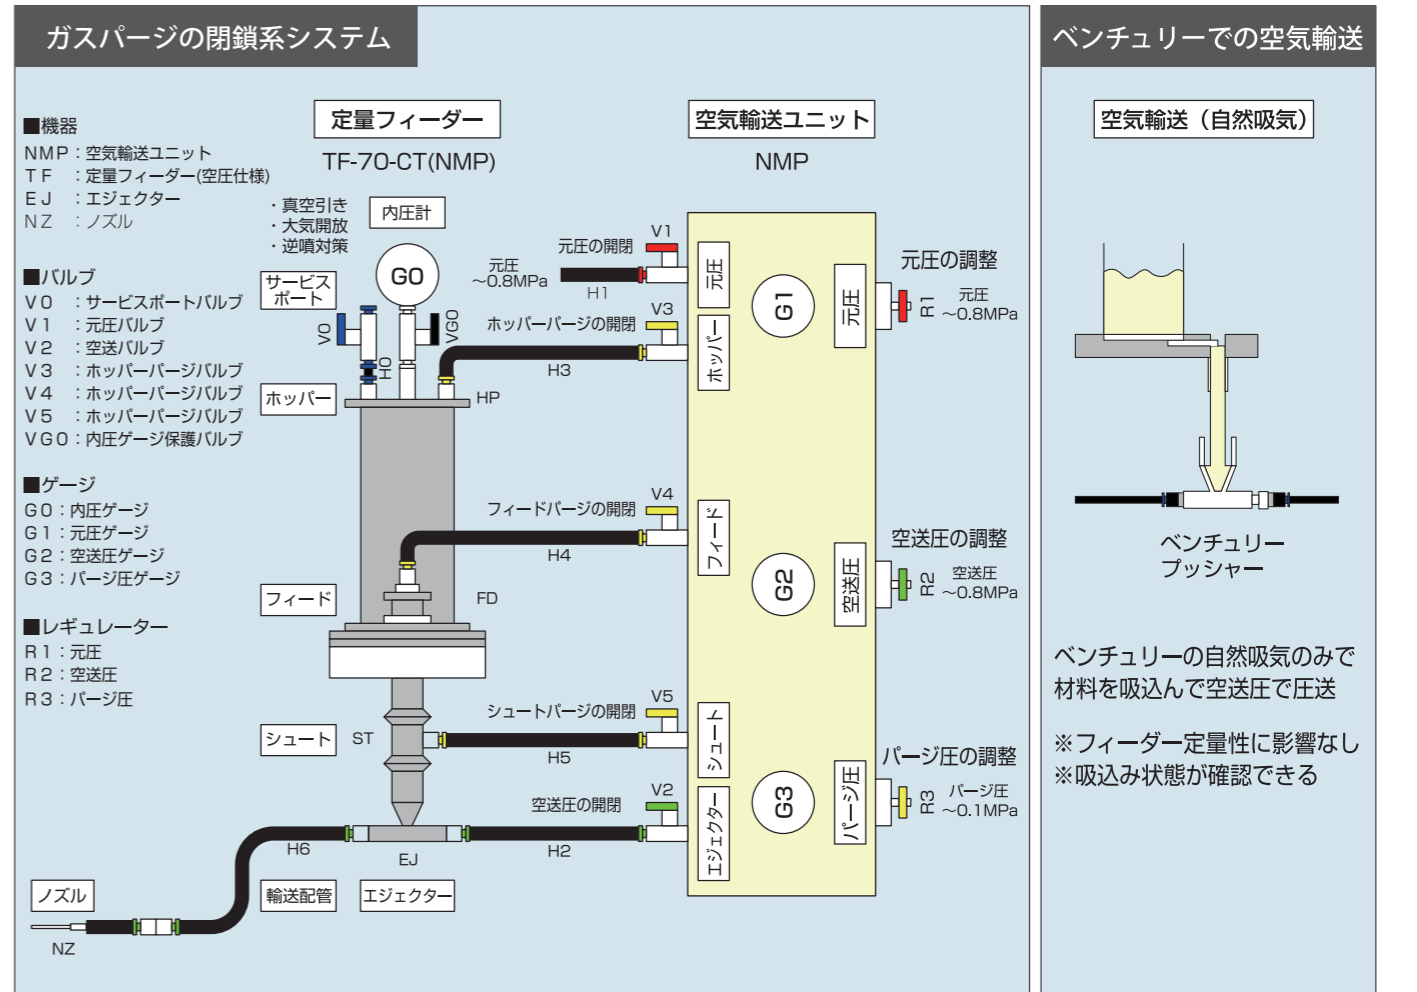 ガスパージの閉鎖系システム
■機器
NMP：空気輸送ユニット
TF　：定量フィーダー(空圧仕様)
EJ　：エジェクター
NZ　：ノズル
■バルブ
V0　：サービスポートバルブ
V1　：元圧バルブ
V2　：空送バルブ
V3　：ホッパーパージバルブ
V4　：ホッパーパージバルブ
V5　：ホッパーパージバルブ
VG0：内圧ゲージ保護バルブ
■ゲージ
G0：内圧ゲージ
G1：元圧ゲージ
G2：空送圧ゲージ
G3：パージ圧ゲージ
■レギュレーター
R1：元圧
R2：空送圧
R3：パージ圧
定量フィーダー
TF-70-CT(NMP)
・真空引き
・大気開放
・逆噴対策
内圧計
G0
サービス
ポート
V0
VG0
H0
ホッパー
HP
フィード
FD
シュート
ST
EJ
エジェクター
輸送配管
H6
ノズル
NZ
空気輸送ユニット
NMP
元圧の開閉
V1
元圧
～0.8MPa
H1
ホッパーパージの開閉
V3
H3
フィードパージの開閉
V4
H4
シュートパージの開閉
V5
H5
空送圧の開閉
V2
H2
元圧
ホッパー
フィード
シュート
エジェクター
G1
G2
G3
元圧
空送圧
パージ圧
元圧の調整
R1
元圧
～0.8MPa
空送圧の調整
R2
空送圧
～0.8MPa
パージ圧の調整
R3
パージ圧
～0.1MPa
ベンチュリーでの空気輸送
空気輸送（自然吸気）
ベンチュリー
プッシャー
ベンチュリーの自然吸気のみで
材料を吸込んで空送圧で圧送
※フィーダー定量性に影響なし
※吸込み状態が確認できる